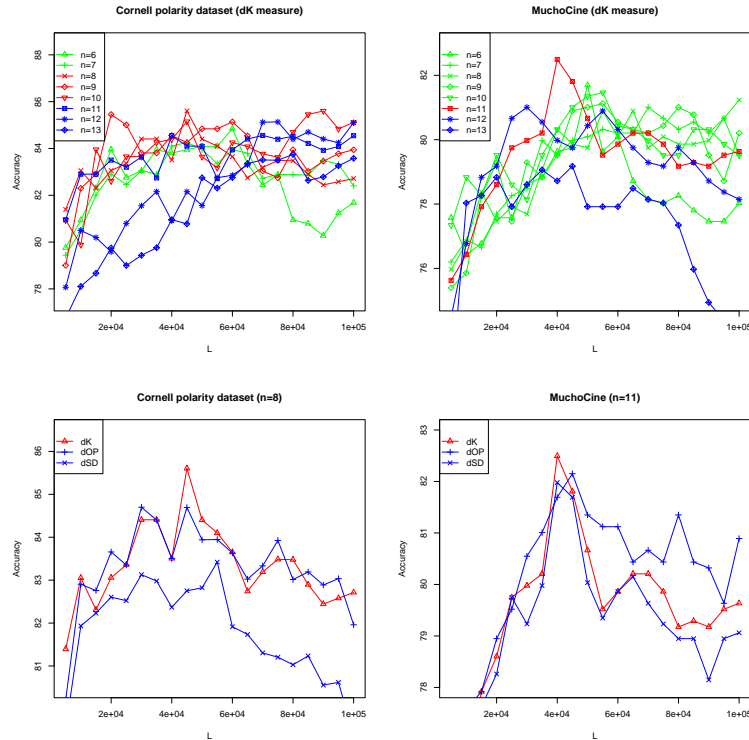 Cornell polarity dataset (dK measure)
Accuracy
88
86
84
82
80
78
n=6
n=7
n=8
n=9
n=10
n=11
n=12
n=13
2e+04
4e+04
6e+04
8e+04
1e+05
L
MuchoCine (dK measure)
Accuracy
82
80
78
76
n=6
n=7
n=8
n=9
n=10
n=11
n=12
n=13
2e+04
4e+04
6e+04
8e+04
1e+05
L
Cornell polarity dataset (n=8)
Accuracy
86
85
84
83
82
81
dK
dOP
dSD
2e+04
4e+04
6e+04
8e+04
1e+05
L
MuchoCine (n=11)
Accuracy
83
82
81
80
79
78
dK
dOP
dSD
2e+04
4e+04
6e+04
8e+04
1e+05
L